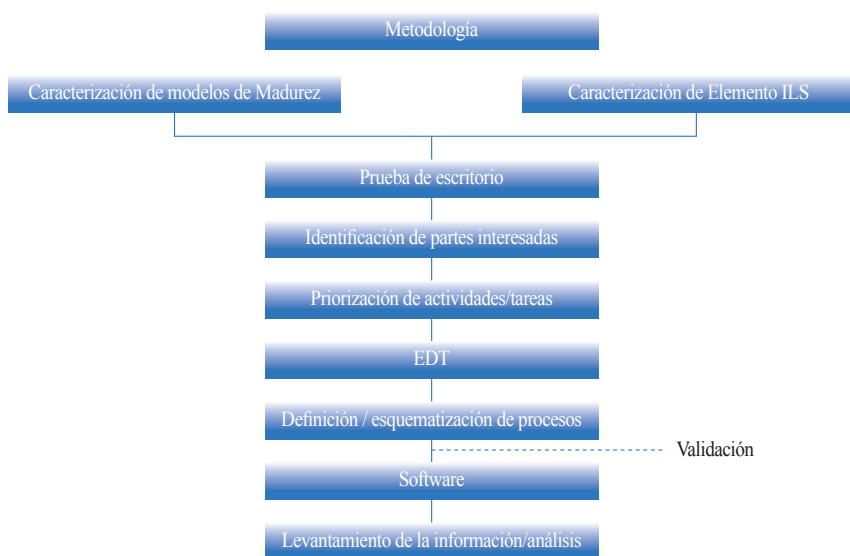 Metodología
Caracterización de modelos de Madurez
Caracterización de Elemento ILS
Prueba de escritorio
Identificación de partes interesadas
Priorización de actividades/tareas
EDT
Definición / esquematización de procesos
Validación
Software
Levantamiento de la información/análisis